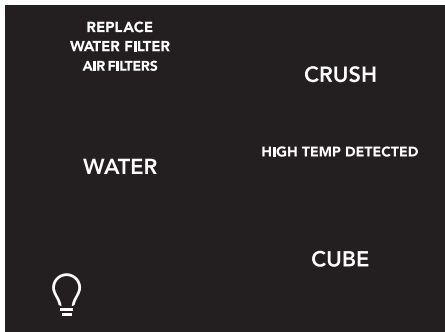 REPLACE
WATER FILTER
AIR FILTERS
CRUSH
WATER
HIGH TEMP DETECTED
CUBE